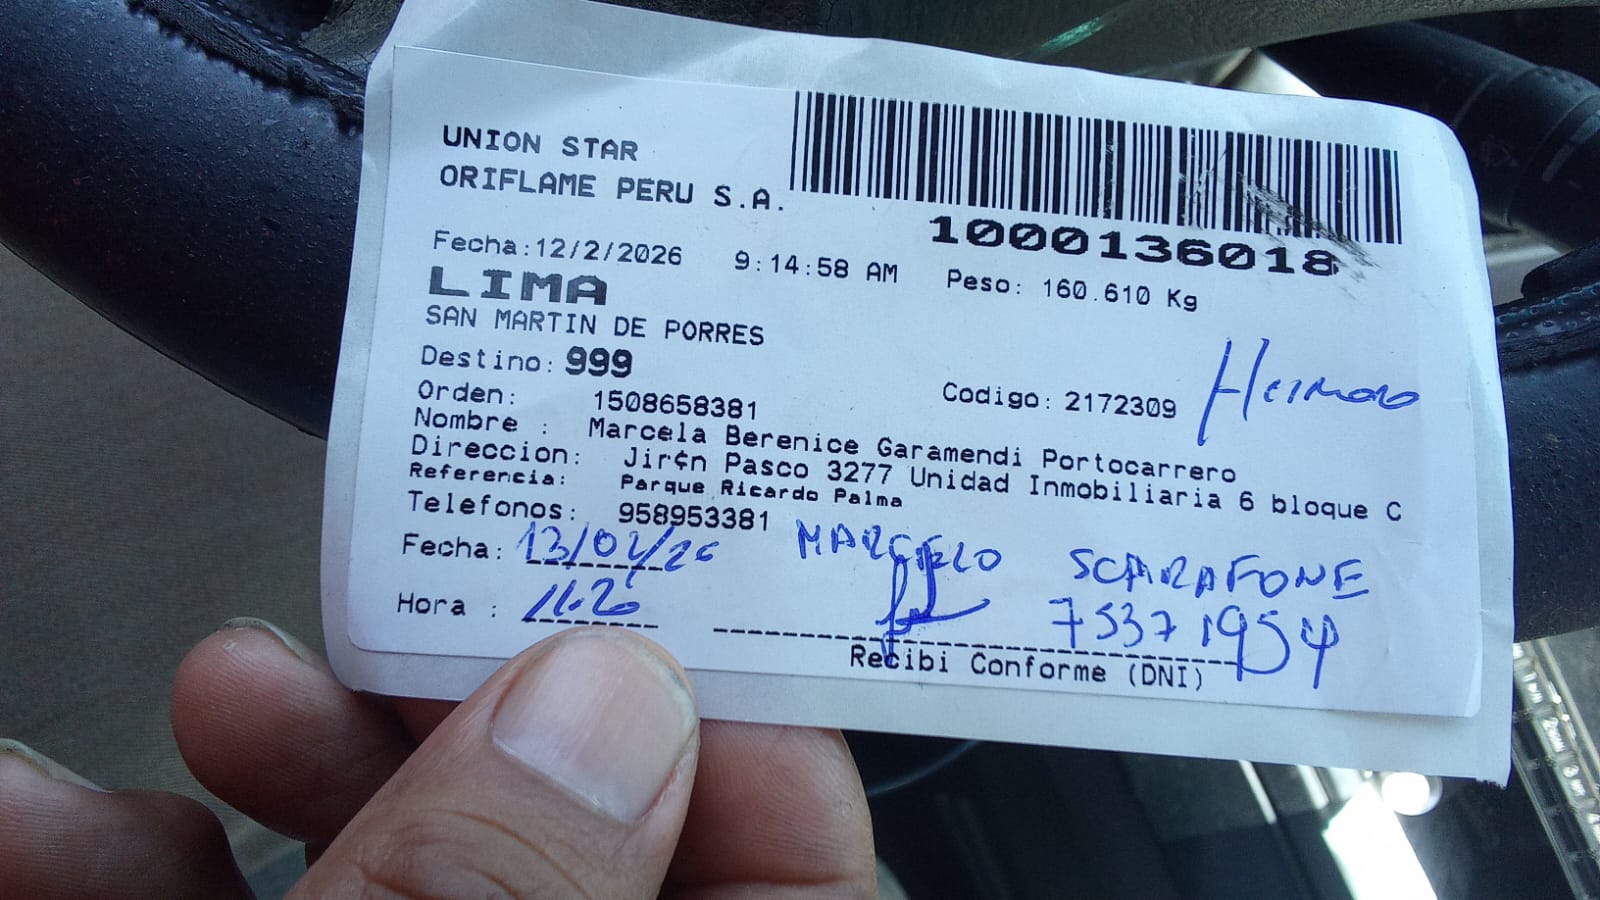 UNION STAR
ORIFLAME PERU S.A.
1000136018
Fecha:12/2/2026 9:14:58 AM Peso: 160.610 Kg
LIMA
SAN MARTIN DE PORRES
Destino: 999
Orden: 1508658381 Codigo: 2172309 Hermano
Nombre : Marcela Berenice Garamendi Portocarrero
Direccion: Jir¢n Pasco 3277 Unidad Inmobiliaria 6 bloque C
Referencia: Parque Ricardo Palma
Telefonos: 958953381
Fecha: 13/02/26 MARCELO SCARAFONE
Hora : 11.20 75371954
Recibi Conforme (DNI)